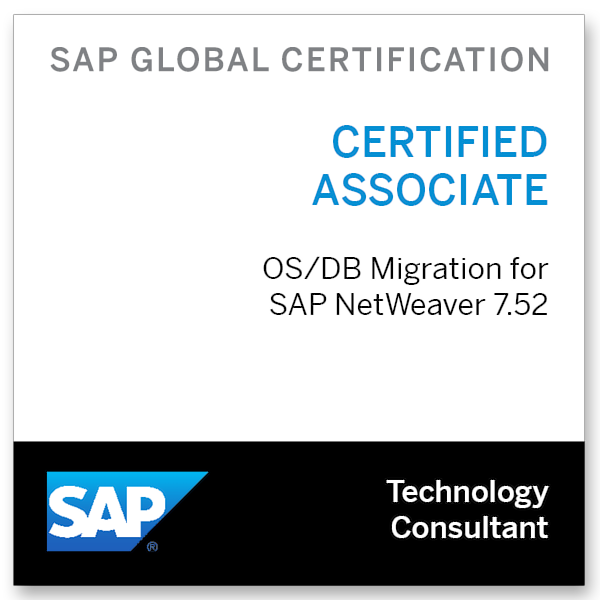 SAP GLOBAL CERTIFICATION
CERTIFIED
ASSOCIATE
OS/DB Migration for
SAP NetWeaver 7.52
SAP®
Technology
Consultant